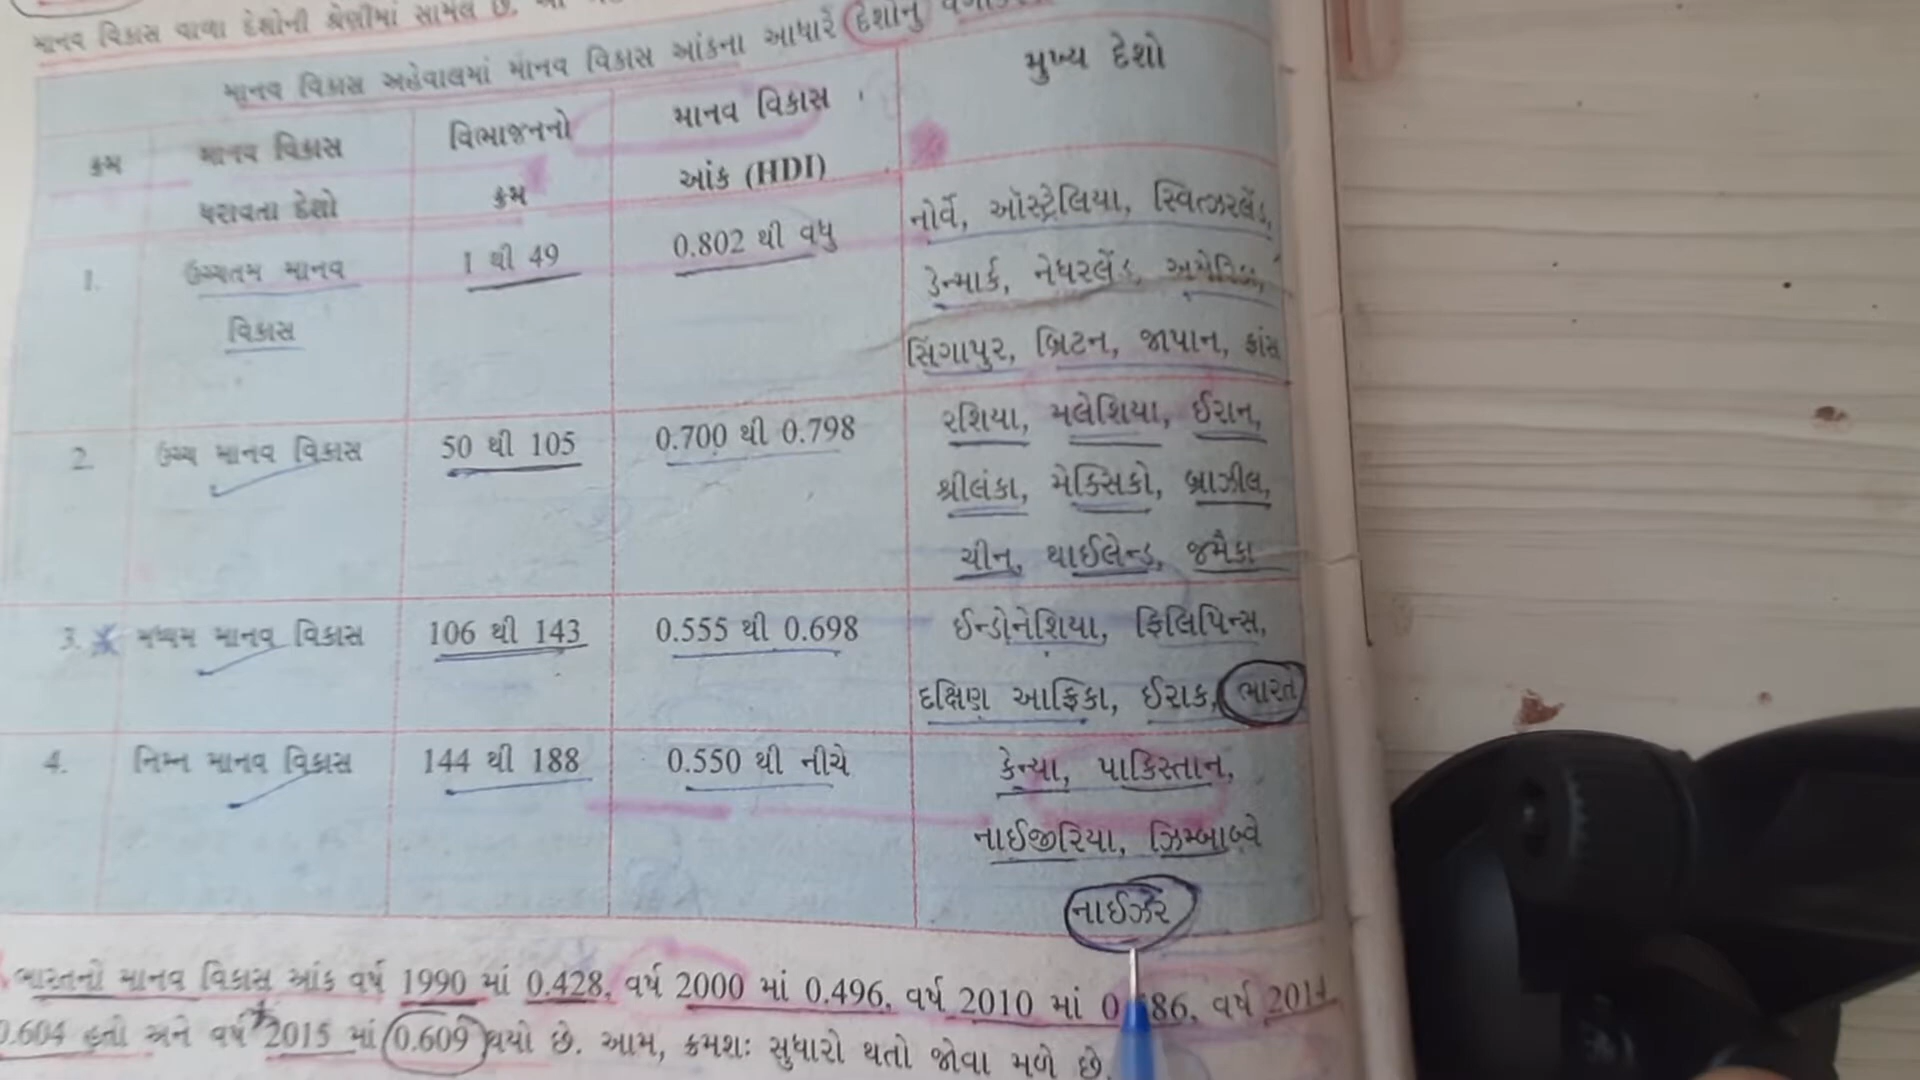 માનવ વિકાસ વાળા દેશોની શ્રેણીમાં સામેલ છે.
માનવ વિકાસ અહેવાલમાં માનવ વિકાસ આંકના આધારે દેશોનું
ક્રમ
માનવ વિકાસ
ધરાવતા દેશો
વિભાજનનો
ક્રમ
માનવ વિકાસ
આંક (HDI)
મુખ્ય દેશો
1.
ઉચ્ચતમ માનવ
વિકાસ
1 થી 49
0.802 થી વધુ
નોર્વે, ઑસ્ટ્રેલિયા, સ્વિત્ઝરલેંડ,
ડેન્માર્ક, નેધરલેંડ, અમેરિકા,
સિંગાપુર, બ્રિટન, જાપાન, ફ્રાંસ
2.
ઉચ્ચ માનવ વિકાસ
50 થી 105
0.700 થી 0.798
રશિયા, મલેશિયા, ઈરાન,
શ્રીલંકા, મેક્સિકો, બ્રાઝીલ,
ચીન, થાઈલેન્ડ, જમૈકા
3.
મધ્યમ માનવ વિકાસ
106 થી 143
0.555 થી 0.698
ઈન્ડોનેશિયા, ફિલિપિન્સ,
દક્ષિણ આફ્રિકા, ઈરાક, ભારત
4.
નિમ્ન માનવ વિકાસ
144 થી 188
0.550 થી નીચે
કેન્યા, પાકિસ્તાન,
નાઈજીરિયા, ઝિમ્બાબ્વે
નાઈઝર
ભારતનો માનવ વિકાસ આંક વર્ષ 1990 માં 0.428, વર્ષ 2000 માં 0.496, વર્ષ 2010 માં વર્ષ
0.604 હતો અને વર્ષ 2015 માં 0.609 થયો છે. આમ, ક્રમશઃ સુધારો થતો જોવા મળે છે.